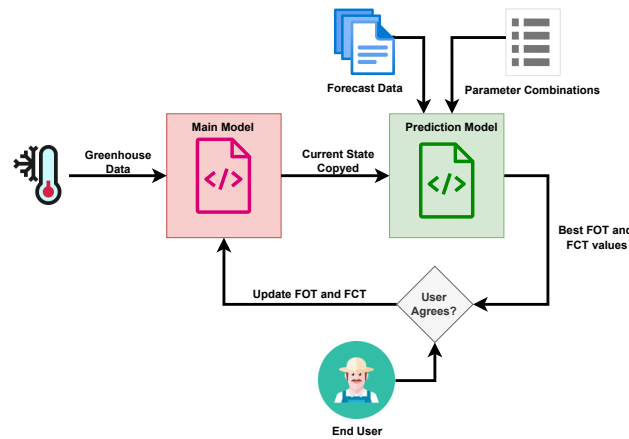 Forecast Data
Parameter Combinations
Main Model
Prediction Model
</>
</>
Greenhouse
Data
Current State
Copyed
Best FOT and
FCT values
Update FOT and FCT
User
Agrees?
End User